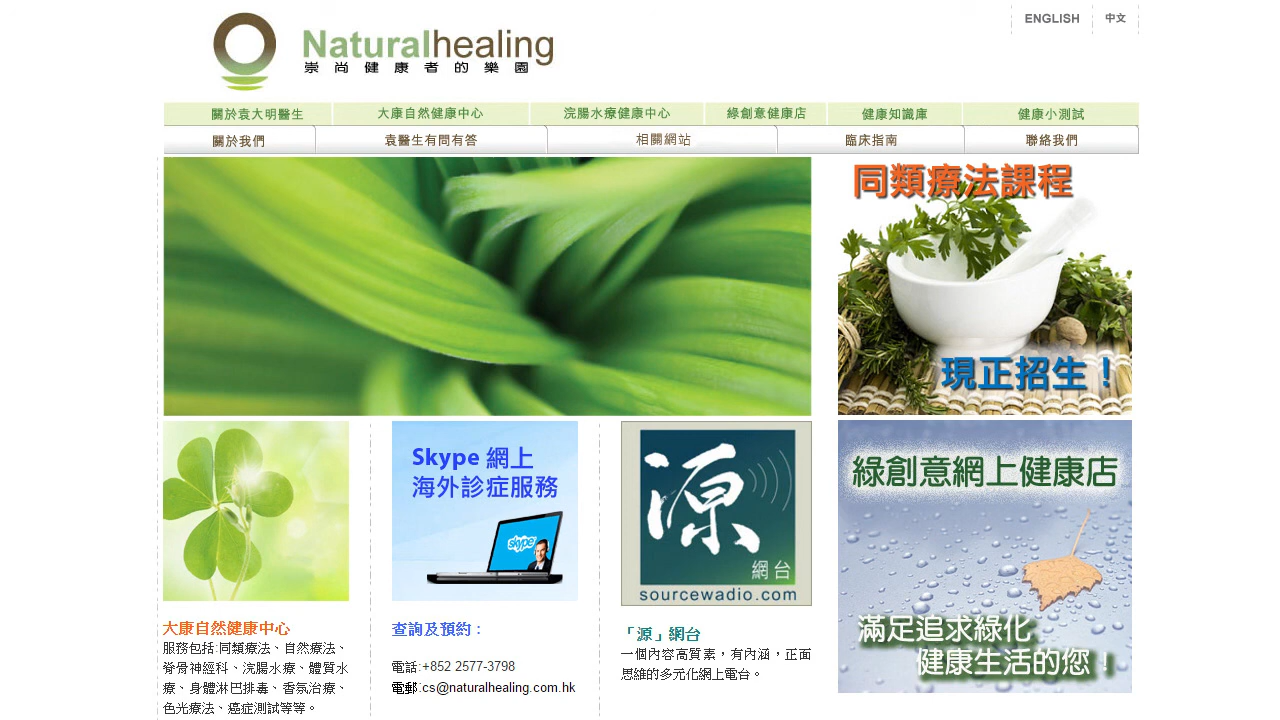 ENGLISH 中文
Naturalhealing
崇尚健康者的樂園
關於袁大明醫生 大康自然健康中心 浣腸水療健康中心 綠創意健康店 健康知識庫 健康小測試
關於我們 袁醫生有問有答 相關網站 臨床指南 聯絡我們
同類療法課程
現正招生！
Skype 網上
海外診症服務
skype
源
網台
sourcewadio.com
綠創意網上健康店
滿足追求綠化
健康生活的您！
大康自然健康中心
服務包括:同類療法、自然療法、
脊骨神經科、浣腸水療、體質水
療、身體淋巴排毒、香氛治療、
色光療法、癌症測試等等。
查詢及預約：
電話:+852 2577-3798
電郵:cs@naturalhealing.com.hk
「源」網台
一個內容高質素，有內涵，正面
思維的多元化網上電台。